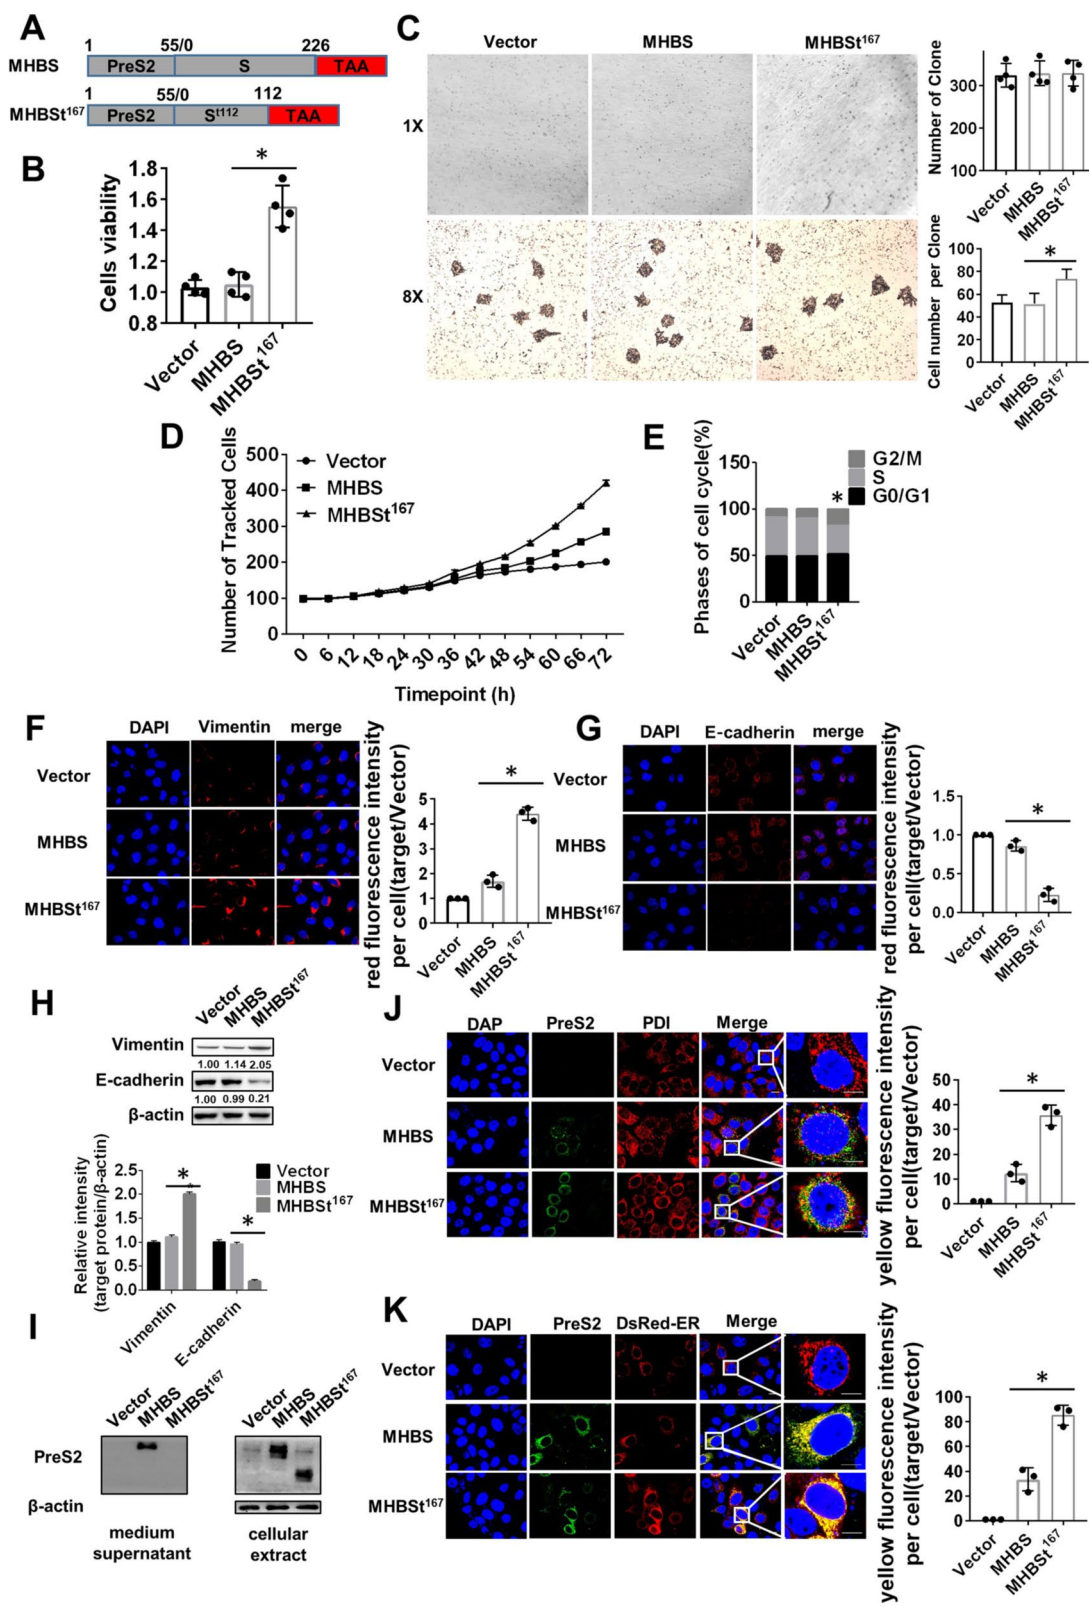 A
1 55/0 226
MHBS PreS2 S TAA
1 55/0 112
MHBSt167 PreS2 St112 TAA
B
Cells viability
1.8
1.6
1.4
1.2
1.0
0.8
*
Vector
MHBS
MHBSt167
C
Vector MHBS MHBSt167
1X
8X
Number of Clone
300
300
100
Vector
MHBS
MHBSt167
Cell number per Clone
100
80
60
40
20
0
*
Vector
MHBS
MHBSt167
D
Number of Tracked Cells
500
400
300
200
100
0
Vector
MHBS
MHBSt167
0 6 12 18 24 30 36 42 48 54 60 66 72
Timepoint (h)
E
Phases of cell cycle(%)
150
100
50
0
G2/M
S
G0/G1
*
Vector
MHBS
MHBSt167
F
DAPI Vimentin merge
Vector
MHBS
MHBSt167
red fluorescence intensity
per cell(target/Vector)
5
4
3
2
1
0
*
Vector
MHBS
MHBSt167
G
DAPI E-cadherin merge
Vector
MHBS
MHBSt167
red fluorescence intensity
per cell(target/Vector)
1.5
1.0
0.5
0.0
*
Vector
MHBS
MHBSt167
H
Vector
MHBS
MHBSt167
Vimentin
1.00 1.14 2.05
E-cadherin
1.00 0.99 0.21
β-actin
Relative intensity
(target protein/β-actin)
2.5
2.0
1.5
1.0
0.5
0.0
* *
Vector
MHBS
MHBSt167
Vimentin
E-cadherin
I
Vector
MHBS
MHBSt167
Vector
MHBS
MHBSt167
PreS2
β-actin
medium
supernatant
cellular
extract
J
DAP PreS2 PDI Merge
Vector
MHBS
MHBSt167
yellow fluorescence intensity
per cell(target/Vector)
50
40
30
20
10
0
*
Vector
MHBS
MHBSt167
K
DAPI PreS2 DsRed-ER Merge
Vector
MHBS
MHBSt167
yellow fluorescence intensity
per cell(target/Vector)
100
80
60
40
20
0
*
Vector
MHBS
MHBSt167